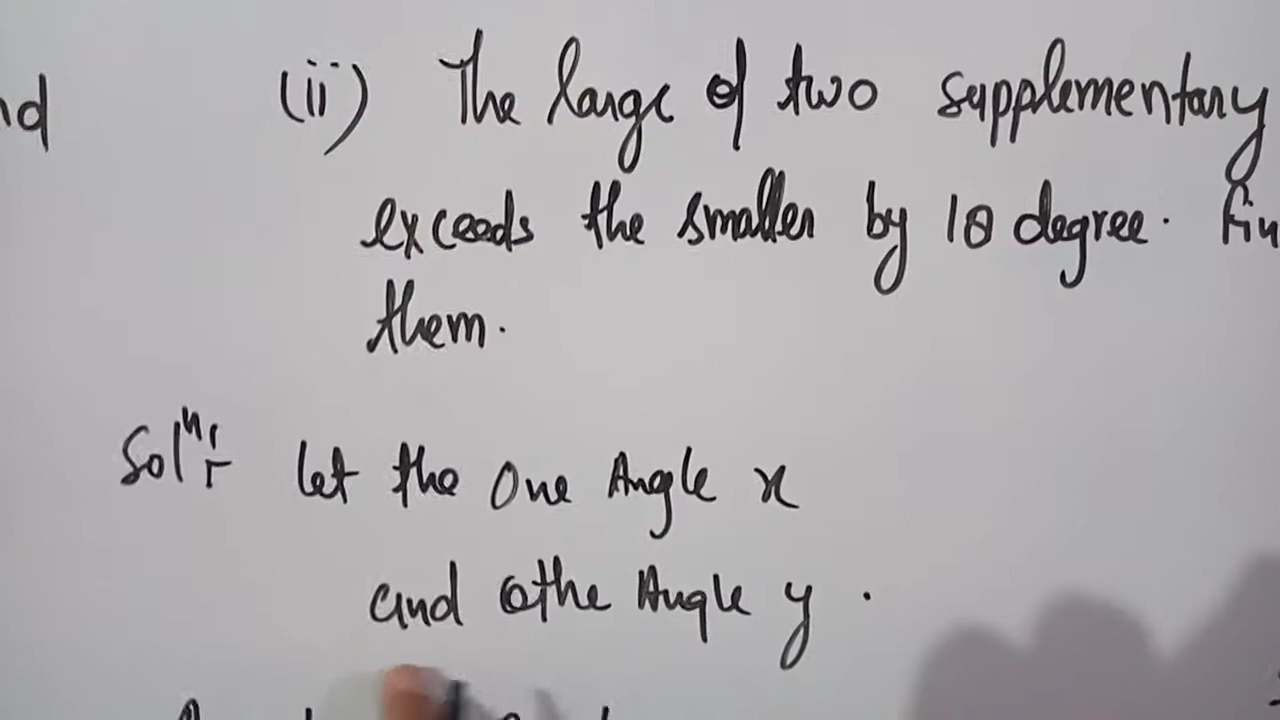 (ii) The large of two supplementary
exceeds the smaller by 18 degree. Fin
them.
Solⁿ:- let the One Angle x
and Othe Angle y.